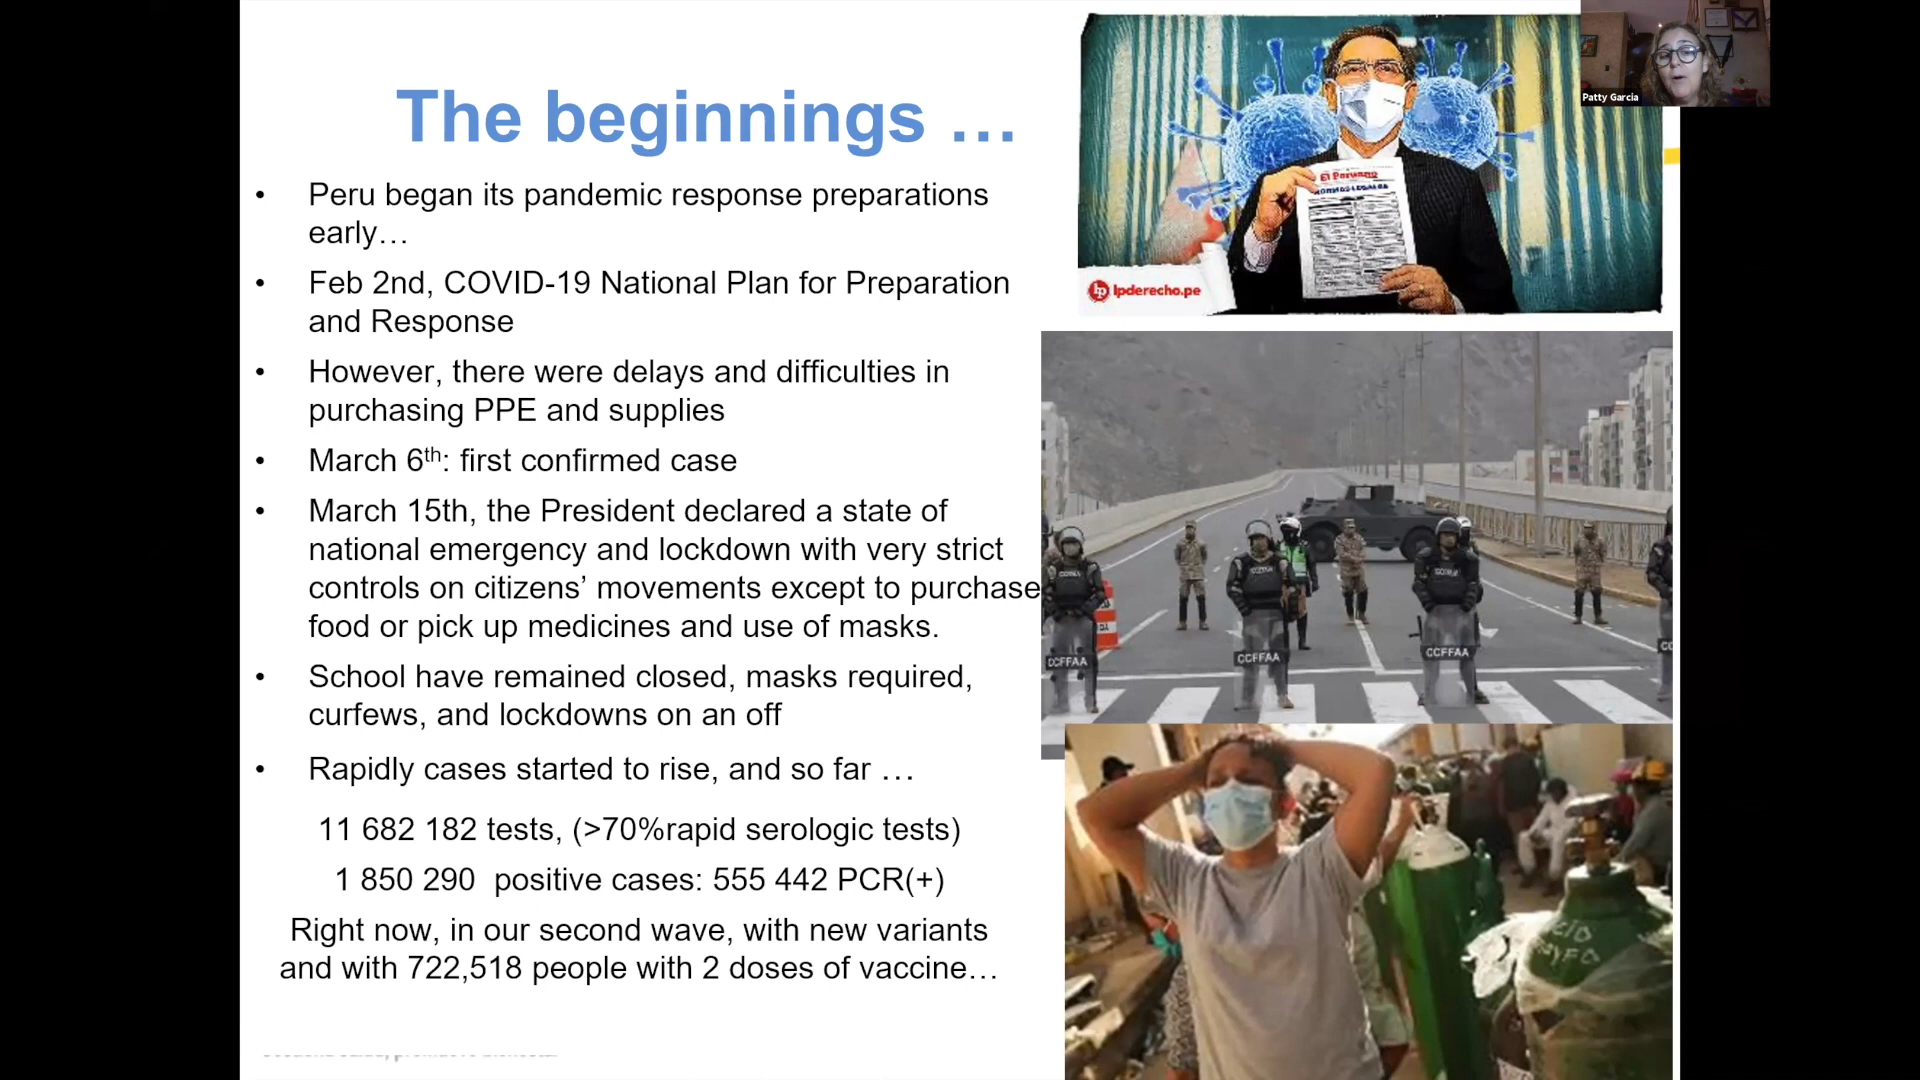 The beginnings …
• Peru began its pandemic response preparations
early…
• Feb 2nd, COVID-19 National Plan for Preparation
and Response
• However, there were delays and difficulties in
purchasing PPE and supplies
• March 6th: first confirmed case
• March 15th, the President declared a state of
national emergency and lockdown with very strict
controls on citizens’ movements except to purchase
food or pick up medicines and use of masks.
• School have remained closed, masks required,
curfews, and lockdowns on an off
• Rapidly cases started to rise, and so far …
11 682 182 tests, (>70%rapid serologic tests)
1 850 290 positive cases: 555 442 PCR(+)
Right now, in our second wave, with new variants
and with 722,518 people with 2 doses of vaccine…
El Peruano
NORMAS LEGALES
lp lpderecho.pe
Patty Garcia
CCFFAA
CCFFAA
CCFFAA